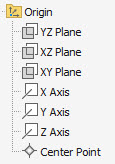 Origin
YZ Plane
XZ Plane
XY Plane
X Axis
Y Axis
Z Axis
Center Point